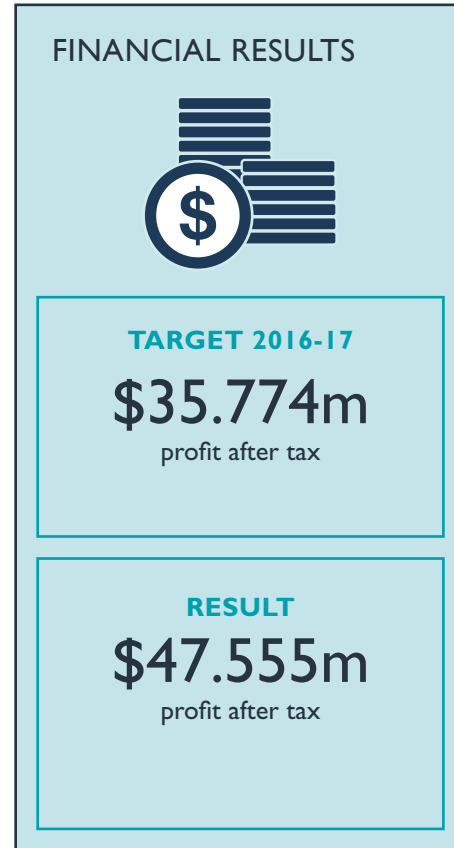 FINANCIAL RESULTS
$
TARGET 2016-17
$35.774m
profit after tax
RESULT
$47.555m
profit after tax